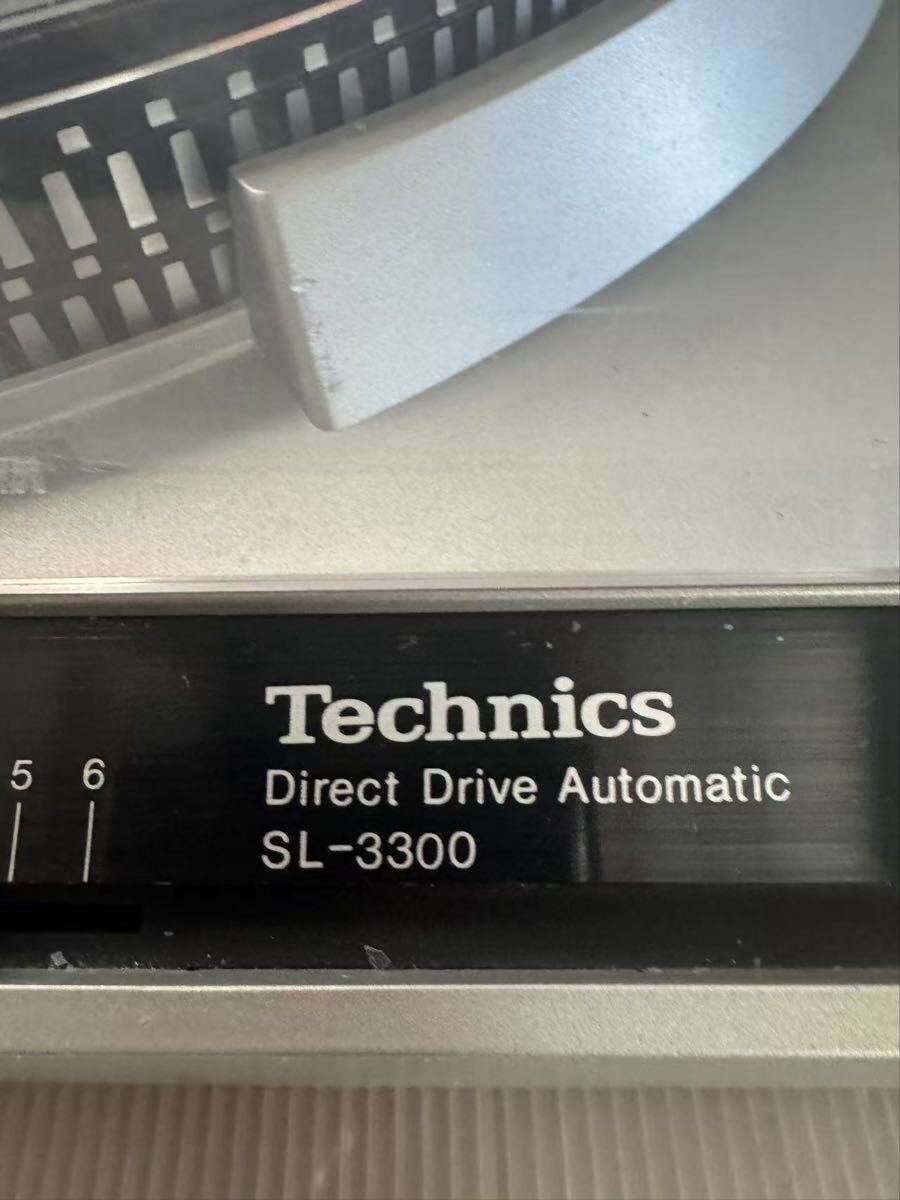 Technics
5 6
Direct Drive Automatic
SL-3300